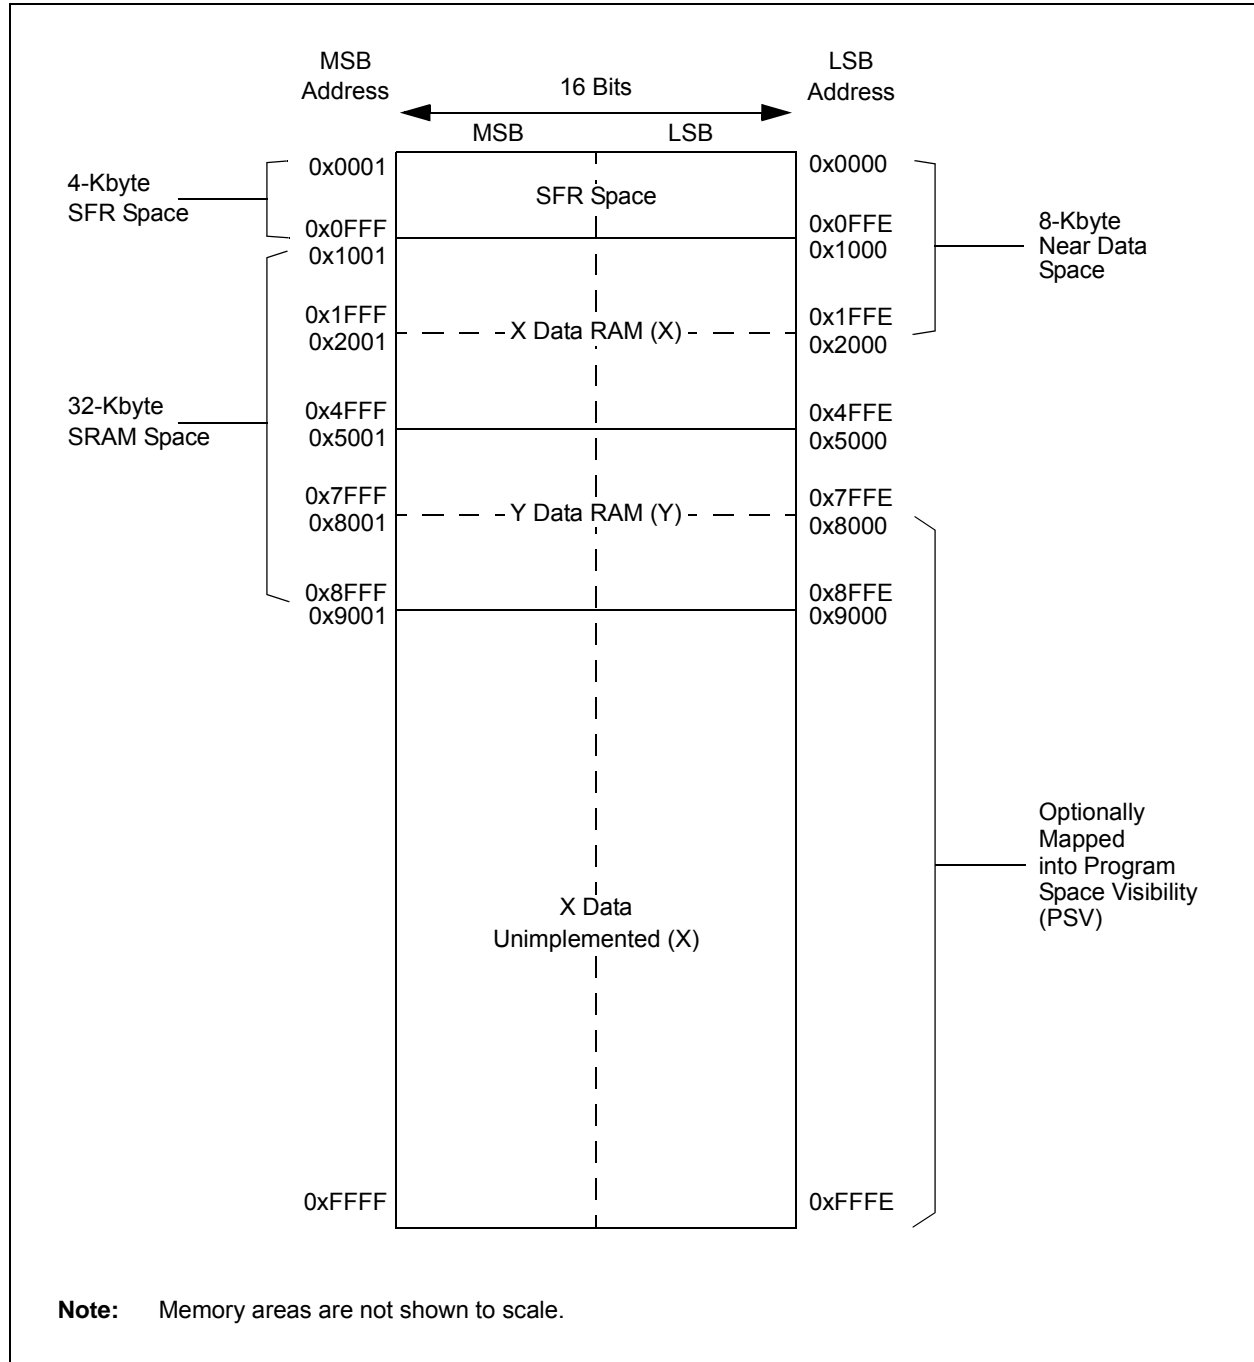 MSB
Address
LSB
Address
16 Bits
MSB
LSB
4-Kbyte
SFR Space
0x0001
0x0FFF
0x1001
0x1FFF
0x2001
32-Kbyte
SRAM Space
0x4FFF
0x5001
0x7FFF
0x8001
0x8FFF
0x9001
0xFFFF
SFR Space
X Data RAM (X)
Y Data RAM (Y)
X Data
Unimplemented (X)
0x0000
0x0FFE
0x1000
0x1FFE
0x2000
0x4FFE
0x5000
0x7FFE
0x8000
0x8FFE
0x9000
0xFFFE
8-Kbyte
Near Data
Space
Optionally
Mapped
into Program
Space Visibility
(PSV)
Note: Memory areas are not shown to scale.